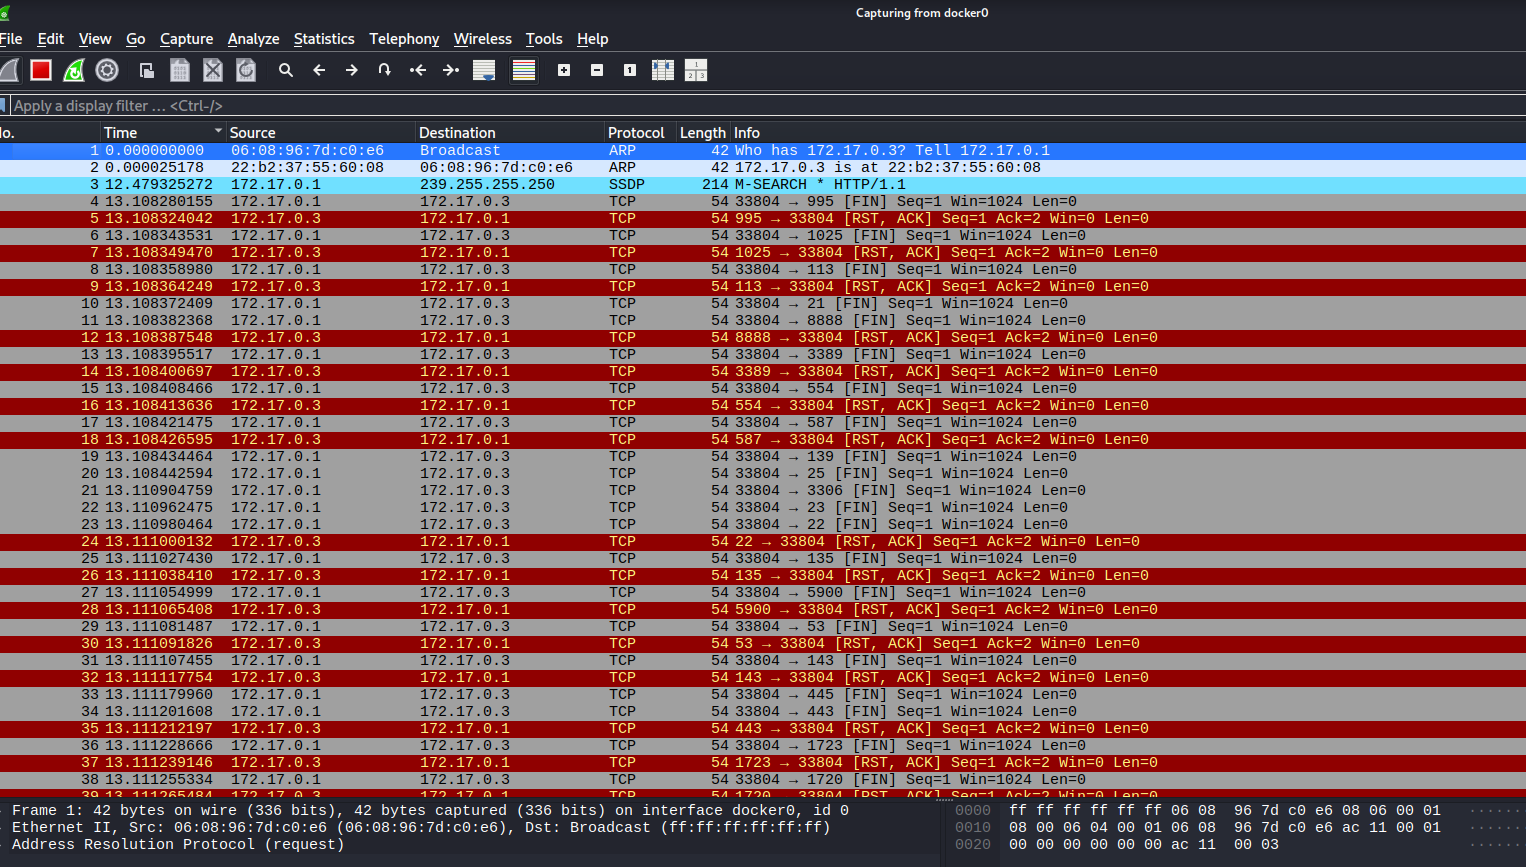 Capturing from docker0
File Edit View Go Capture Analyze Statistics Telephony Wireless Tools Help
Apply a display filter … <Ctrl-/>
No. Time Source Destination Protocol Length Info
1 0.000000000 06:08:96:7d:c0:e6 Broadcast ARP 42 Who has 172.17.0.3? Tell 172.17.0.1
2 0.000025178 22:b2:37:55:60:08 06:08:96:7d:c0:e6 ARP 42 172.17.0.3 is at 22:b2:37:55:60:08
3 12.479325272 172.17.0.1 239.255.255.250 SSDP 214 M-SEARCH * HTTP/1.1
4 13.108280155 172.17.0.1 172.17.0.3 TCP 54 33804 → 995 [FIN] Seq=1 Win=1024 Len=0
5 13.108324042 172.17.0.3 172.17.0.1 TCP 54 995 → 33804 [RST, ACK] Seq=1 Ack=2 Win=0 Len=0
6 13.108343531 172.17.0.1 172.17.0.3 TCP 54 33804 → 1025 [FIN] Seq=1 Win=1024 Len=0
7 13.108349470 172.17.0.3 172.17.0.1 TCP 54 1025 → 33804 [RST, ACK] Seq=1 Ack=2 Win=0 Len=0
8 13.108358980 172.17.0.1 172.17.0.3 TCP 54 33804 → 113 [FIN] Seq=1 Win=1024 Len=0
9 13.108364249 172.17.0.3 172.17.0.1 TCP 54 113 → 33804 [RST, ACK] Seq=1 Ack=2 Win=0 Len=0
10 13.108372409 172.17.0.1 172.17.0.3 TCP 54 33804 → 21 [FIN] Seq=1 Win=1024 Len=0
11 13.108382368 172.17.0.1 172.17.0.3 TCP 54 33804 → 8888 [FIN] Seq=1 Win=1024 Len=0
12 13.108387548 172.17.0.3 172.17.0.1 TCP 54 8888 → 33804 [RST, ACK] Seq=1 Ack=2 Win=0 Len=0
13 13.108395517 172.17.0.1 172.17.0.3 TCP 54 33804 → 3389 [FIN] Seq=1 Win=1024 Len=0
14 13.108400697 172.17.0.3 172.17.0.1 TCP 54 3389 → 33804 [RST, ACK] Seq=1 Ack=2 Win=0 Len=0
15 13.108408466 172.17.0.1 172.17.0.3 TCP 54 33804 → 554 [FIN] Seq=1 Win=1024 Len=0
16 13.108413636 172.17.0.3 172.17.0.1 TCP 54 554 → 33804 [RST, ACK] Seq=1 Ack=2 Win=0 Len=0
17 13.108421475 172.17.0.1 172.17.0.3 TCP 54 33804 → 587 [FIN] Seq=1 Win=1024 Len=0
18 13.108426595 172.17.0.3 172.17.0.1 TCP 54 587 → 33804 [RST, ACK] Seq=1 Ack=2 Win=0 Len=0
19 13.108434464 172.17.0.1 172.17.0.3 TCP 54 33804 → 139 [FIN] Seq=1 Win=1024 Len=0
20 13.108442594 172.17.0.1 172.17.0.3 TCP 54 33804 → 25 [FIN] Seq=1 Win=1024 Len=0
21 13.110904759 172.17.0.1 172.17.0.3 TCP 54 33804 → 3306 [FIN] Seq=1 Win=1024 Len=0
22 13.110962475 172.17.0.1 172.17.0.3 TCP 54 33804 → 23 [FIN] Seq=1 Win=1024 Len=0
23 13.110980464 172.17.0.1 172.17.0.3 TCP 54 33804 → 22 [FIN] Seq=1 Win=1024 Len=0
24 13.111000132 172.17.0.3 172.17.0.1 TCP 54 22 → 33804 [RST, ACK] Seq=1 Ack=2 Win=0 Len=0
25 13.111027430 172.17.0.1 172.17.0.3 TCP 54 33804 → 135 [FIN] Seq=1 Win=1024 Len=0
26 13.111038410 172.17.0.3 172.17.0.1 TCP 54 135 → 33804 [RST, ACK] Seq=1 Ack=2 Win=0 Len=0
27 13.111054999 172.17.0.1 172.17.0.3 TCP 54 33804 → 5900 [FIN] Seq=1 Win=1024 Len=0
28 13.111065408 172.17.0.3 172.17.0.1 TCP 54 5900 → 33804 [RST, ACK] Seq=1 Ack=2 Win=0 Len=0
29 13.111081487 172.17.0.1 172.17.0.3 TCP 54 33804 → 53 [FIN] Seq=1 Win=1024 Len=0
30 13.111091826 172.17.0.3 172.17.0.1 TCP 54 53 → 33804 [RST, ACK] Seq=1 Ack=2 Win=0 Len=0
31 13.111107455 172.17.0.1 172.17.0.3 TCP 54 33804 → 143 [FIN] Seq=1 Win=1024 Len=0
32 13.111117754 172.17.0.3 172.17.0.1 TCP 54 143 → 33804 [RST, ACK] Seq=1 Ack=2 Win=0 Len=0
33 13.111179960 172.17.0.1 172.17.0.3 TCP 54 33804 → 445 [FIN] Seq=1 Win=1024 Len=0
34 13.111201608 172.17.0.1 172.17.0.3 TCP 54 33804 → 443 [FIN] Seq=1 Win=1024 Len=0
35 13.111212197 172.17.0.3 172.17.0.1 TCP 54 443 → 33804 [RST, ACK] Seq=1 Ack=2 Win=0 Len=0
36 13.111228666 172.17.0.1 172.17.0.3 TCP 54 33804 → 1723 [FIN] Seq=1 Win=1024 Len=0
37 13.111239146 172.17.0.3 172.17.0.1 TCP 54 1723 → 33804 [RST, ACK] Seq=1 Ack=2 Win=0 Len=0
38 13.111255334 172.17.0.1 172.17.0.3 TCP 54 33804 → 1720 [FIN] Seq=1 Win=1024 Len=0
39 13.111265484 172.17.0.3 172.17.0.1 TCP 54 1720 → 33804 [RST, ACK] Seq=1 Ack=2 Win=0 Len=0
Frame 1: 42 bytes on wire (336 bits), 42 bytes captured (336 bits) on interface docker0, id 0
Ethernet II, Src: 06:08:96:7d:c0:e6 (06:08:96:7d:c0:e6), Dst: Broadcast (ff:ff:ff:ff:ff:ff)
Address Resolution Protocol (request)
0000 ff ff ff ff ff ff 06 08 96 7d c0 e6 08 06 00 01
0010 08 00 06 04 00 01 06 08 96 7d c0 e6 ac 11 00 01
0020 00 00 00 00 00 00 ac 11 00 03